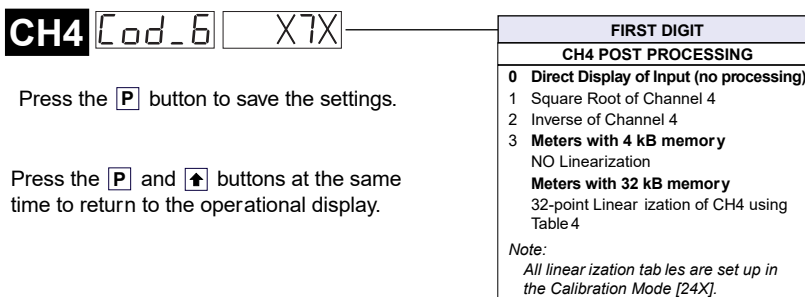 CH4 Cod_6 X7X
Press the P button to save the settings.
Press the P and ↑ buttons at the same
time to return to the operational display.
FIRST DIGIT
CH4 POST PROCESSING
0 Direct Display of Input (no processing)
1 Square Root of Channel 4
2 Inverse of Channel 4
3 Meters with 4 kB memory
NO Linearization
Meters with 32 kB memory
32-point Linear ization of CH4 using
Table 4
Note:
All linear ization tab les are set up in
the Calibration Mode [24X].